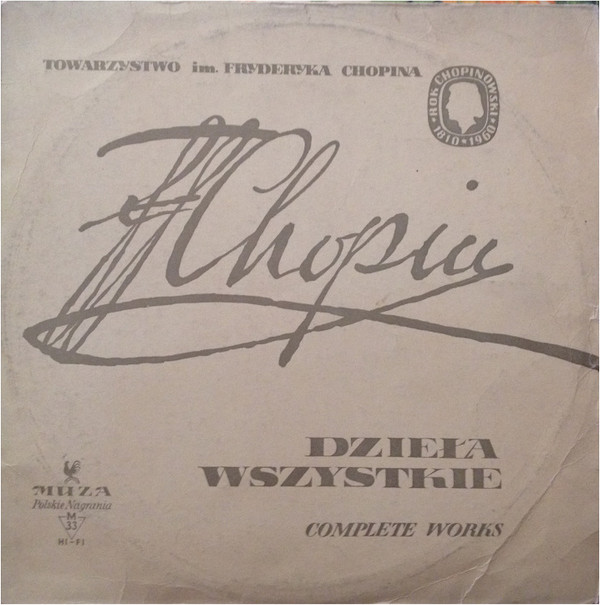 TOWARZYSTWO im. FRYDERYKA CHOPINA
ROK CHOPINOWSKI
1810 * 1960
FChopin
DZIEŁA
WSZYSTKIE
COMPLETE WORKS
MUZA
Polskie Nagrania
M
33
HI-FI